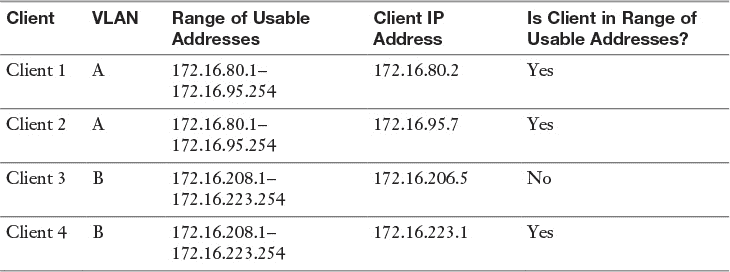 Client VLAN Range of Usable Addresses Client IP Address Is Client in Range of Usable Addresses?
Client 1 A 172.16.80.1– 172.16.95.254 172.16.80.2 Yes
Client 2 A 172.16.80.1– 172.16.95.254 172.16.95.7 Yes
Client 3 B 172.16.208.1– 172.16.223.254 172.16.206.5 No
Client 4 B 172.16.208.1– 172.16.223.254 172.16.223.1 Yes